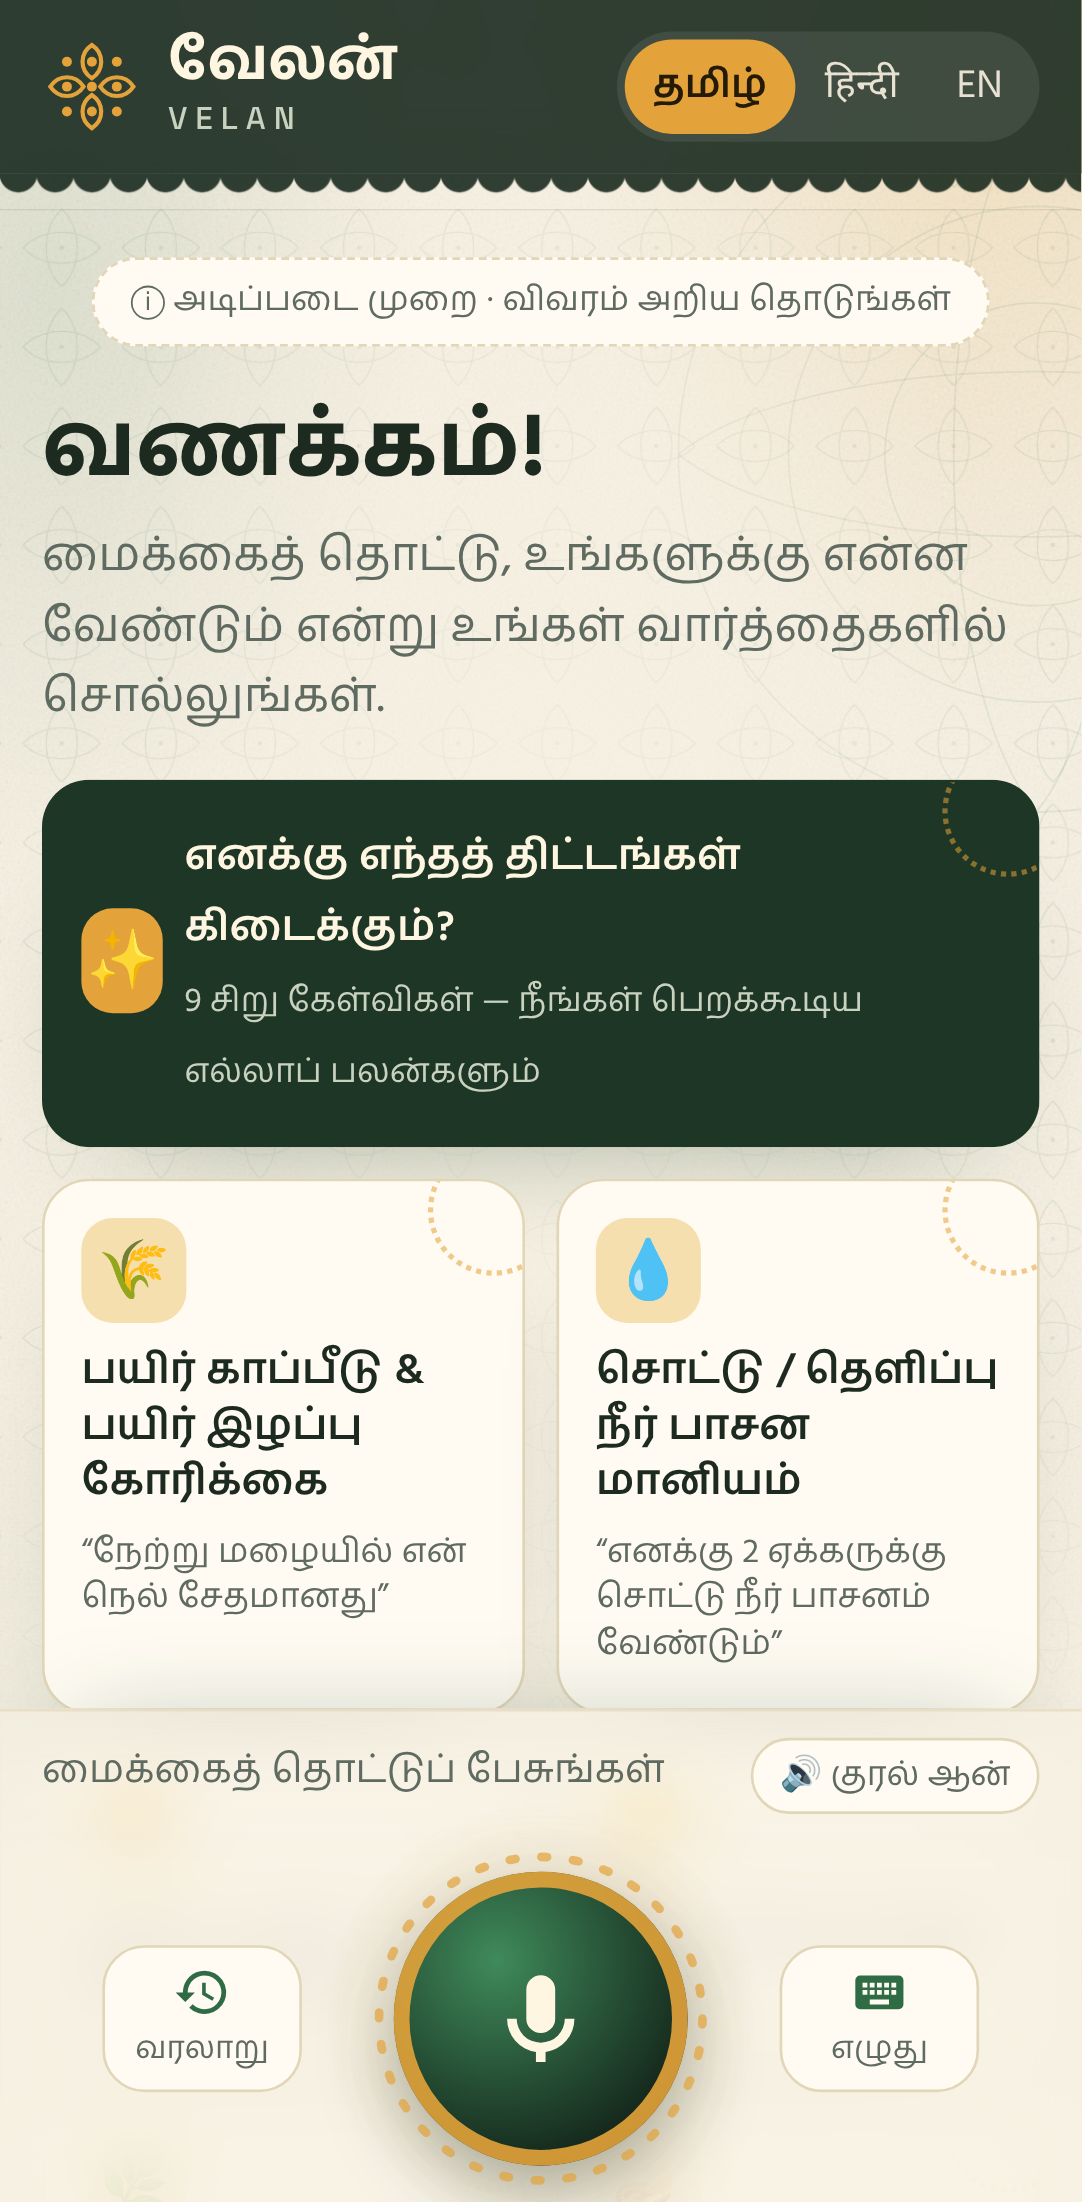 வேலன்
VELAN
தமிழ் हिन्दी EN
ⓘ அடிப்படை முறை · விவரம் அறிய தொடுங்கள்
வணக்கம்!
மைக்கைத் தொட்டு, உங்களுக்கு என்ன
வேண்டும் என்று உங்கள் வார்த்தைகளில்
சொல்லுங்கள்.
எனக்கு எந்தத் திட்டங்கள்
கிடைக்கும்?
9 சிறு கேள்விகள் — நீங்கள் பெறக்கூடிய
எல்லாப் பலன்களும்
பயிர் காப்பீடு &
பயிர் இழப்பு
கோரிக்கை
“நேற்று மழையில் என்
நெல் சேதமானது”
சொட்டு / தெளிப்பு
நீர் பாசன
மானியம்
“எனக்கு 2 ஏக்கருக்கு
சொட்டு நீர் பாசனம்
வேண்டும்”
மைக்கைத் தொட்டுப் பேசுங்கள்
குரல் ஆன்
வரலாறு
எழுது